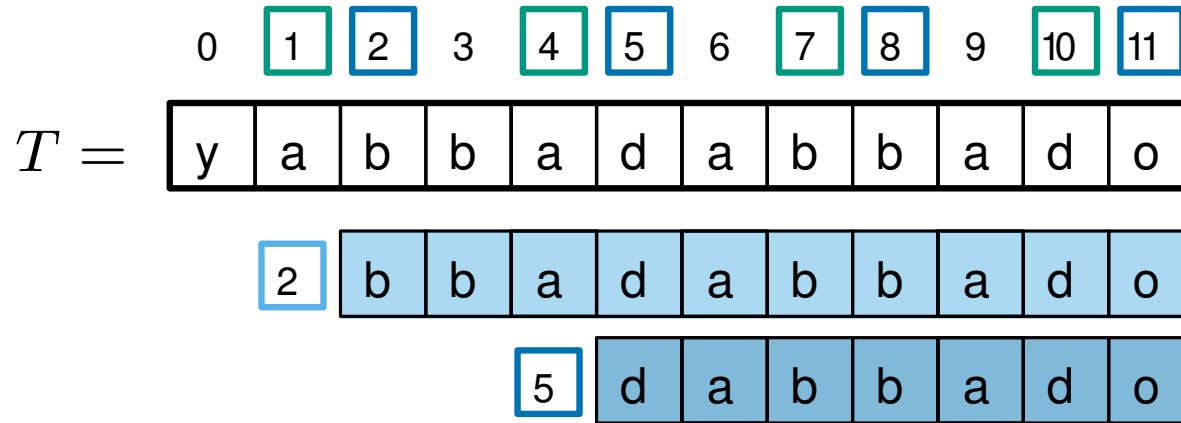 0 1 2 3 4 5 6 7 8 9 10 11
T = y a b b a d a b b a d o
2 b b a d a b b a d o
5 d a b b a d o